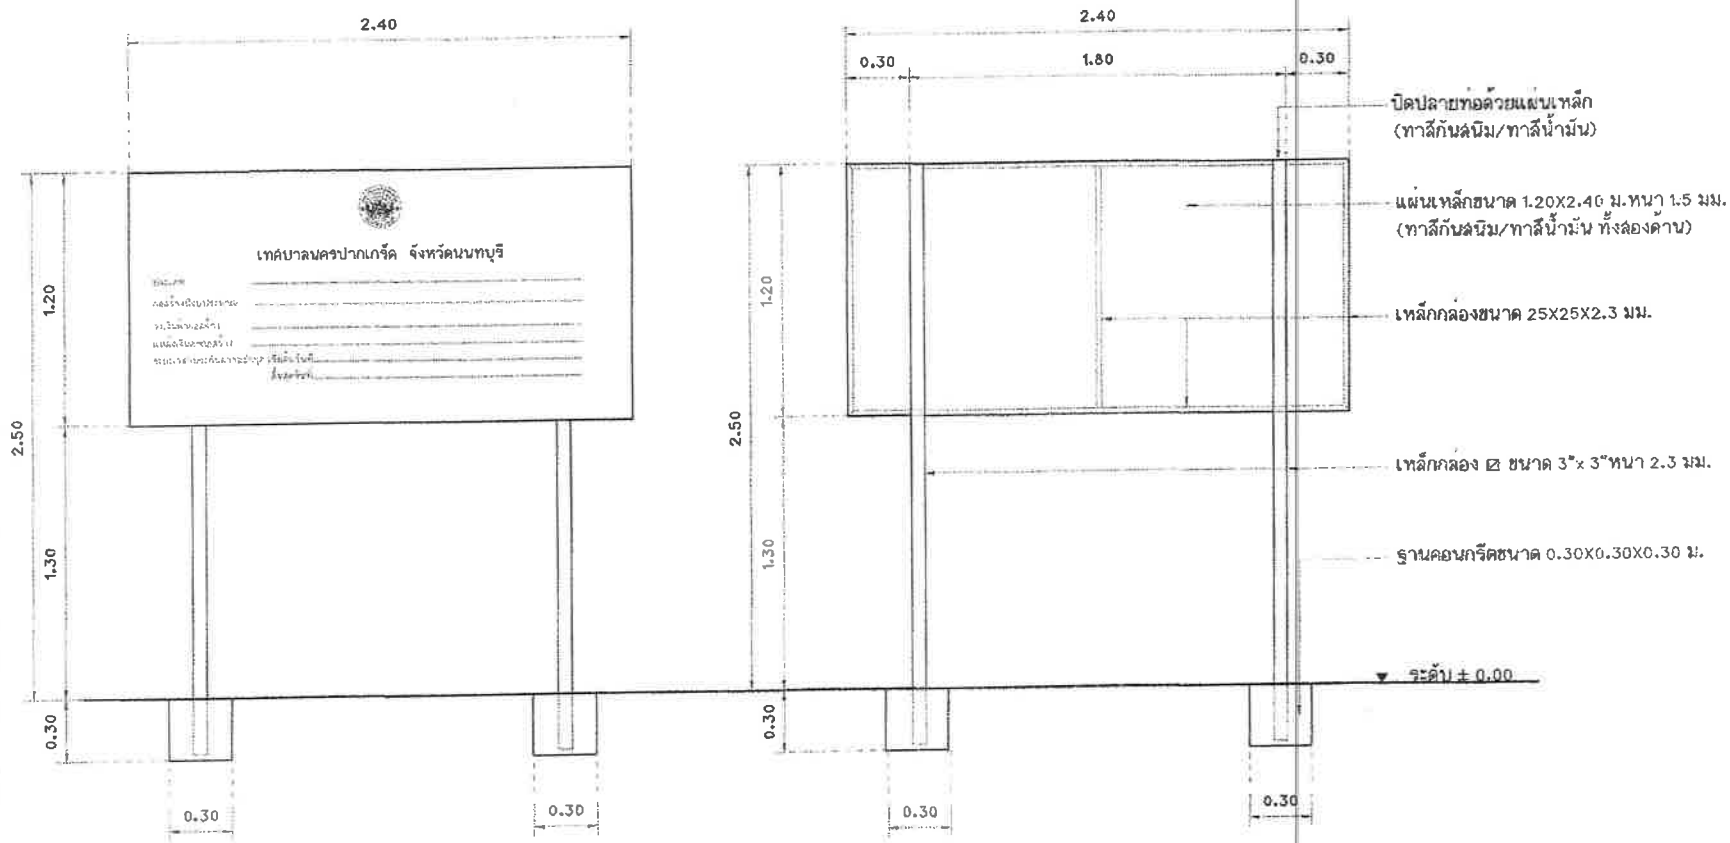 2.40
2.50
1.20
1.30
0.30
เทศบาลนครปากเกร็ด จังหวัดนนทบุรี
0.30
0.30
2.40
0.30
1.80
0.30
2.50
1.20
1.30
0.30
0.30
0.30
ปิดปลายท่อด้วยแผ่นเหล็ก
(ทาสีกันสนิม/ทาสีน้ำมัน)
แผ่นเหล็กขนาด 1.20X2.40 ม.หนา 1.5 มม.
(ทาสีกันสนิม/ทาสีน้ำมัน ทั้งสองด้าน)
เหล็กกล่องขนาด 25X25X2.3 มม.
เหล็กกล่อง ขนาด 3"x 3"หนา 2.3 มม.
ฐานคอนกรีตขนาด 0.30X0.30X0.30 ม.
ระดับ ± 0.00